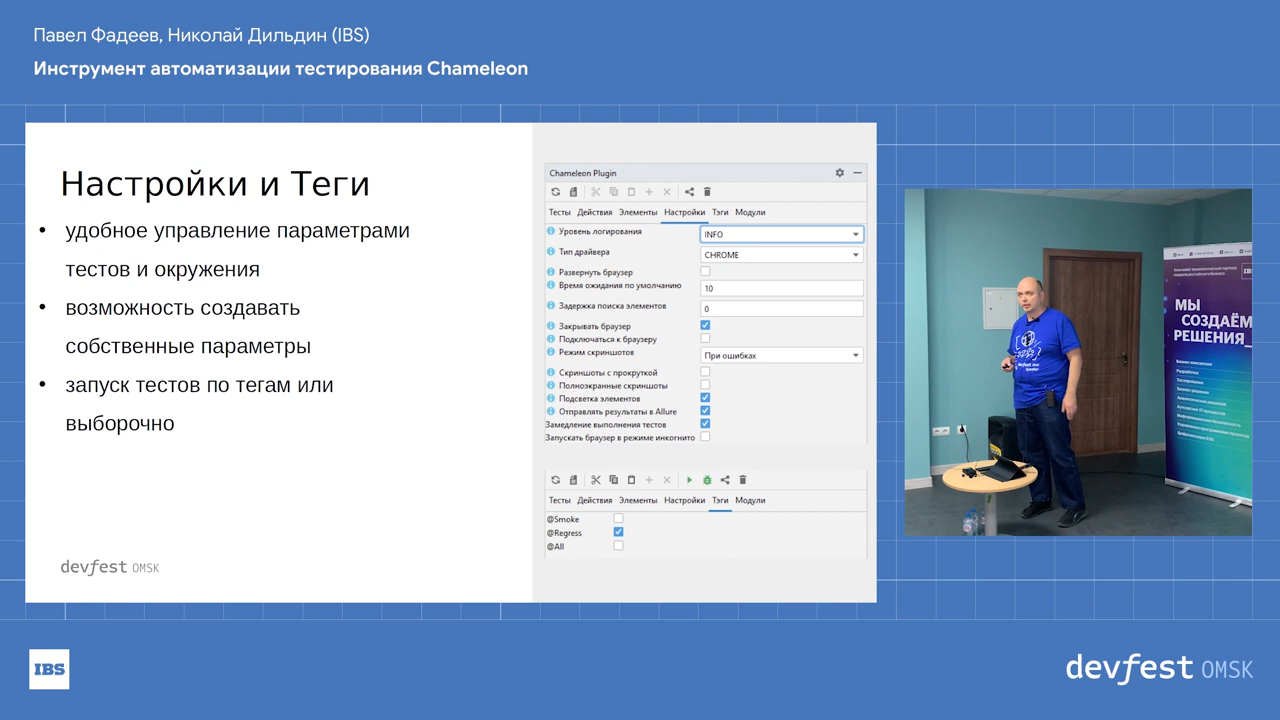 Павел Фадеев, Николай Дильдин (IBS)
Инструмент автоматизации тестирования Chameleon
Настройки и Теги
• удобное управление параметрами
тестов и окружения
• возможность создавать
собственные параметры
• запуск тестов по тегам или
выборочно
devfest OMSK
Chameleon Plugin
Тесты Действия Элементы Настройки Тэги Модули
Уровень логирования INFO
Тип драйвера CHROME
Развернуть браузер
Время ожидания по умолчанию 10
Задержка поиска элементов 0
Закрывать браузер
Подключаться к браузеру
Режим скриншотов При ошибках
Скриншоты с прокруткой
Полноэкранные скриншоты
Подсветка элементов
Отправлять результаты в Allure
Замедление выполнения тестов
Запускать браузер в режиме инкогнито
Тесты Действия Элементы Настройки Тэги Модули
@Smoke
@Regress
@All
МЫ
СОЗДАЁМ
РЕШЕНИЯ_
IBS
devfest OMSK